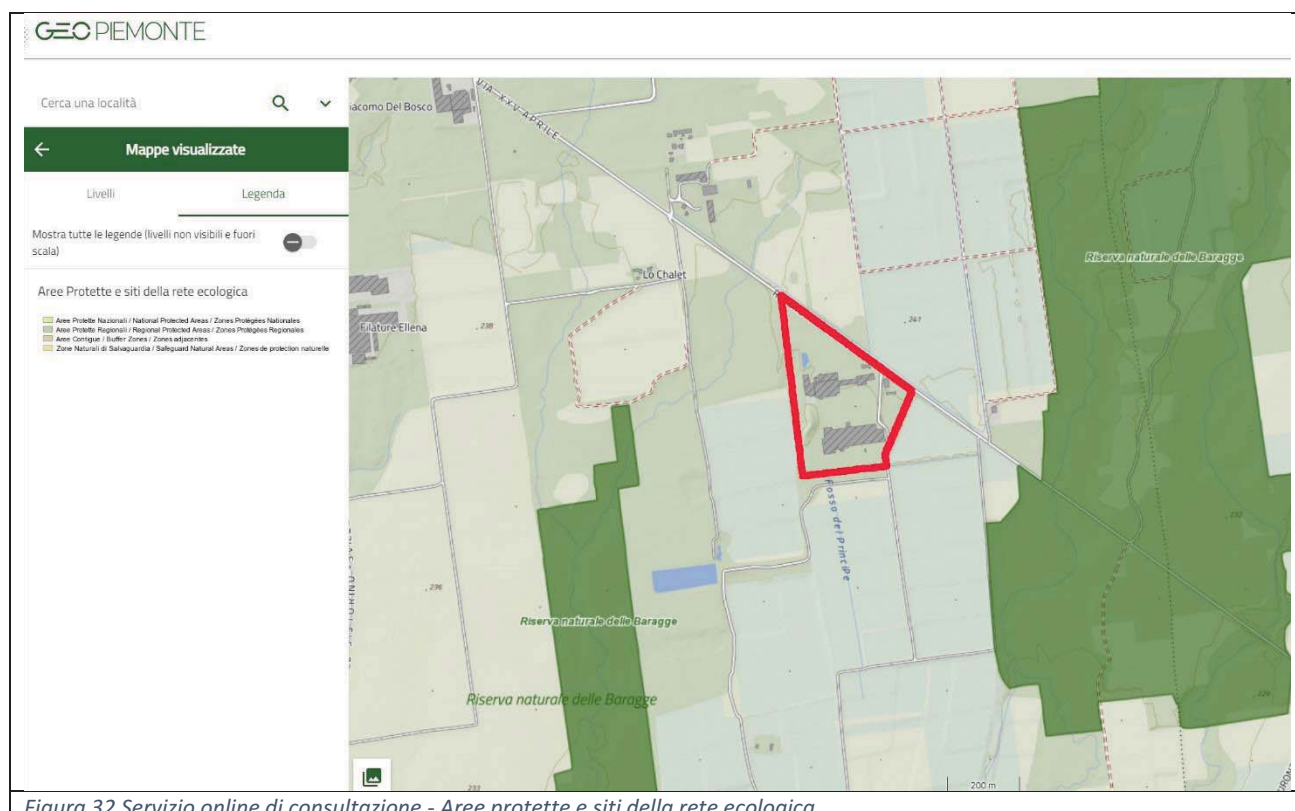 GEO PIEMONTE
Cerca una località
Mappe visualizzate
Livelli
Legenda
Mostra tutte le legende (livelli non visibili e fuori
scala)
Aree Protette e siti della rete ecologica
Aree Protette Nazionali / National Protected Areas / Zones Protégées Nationales
Aree Protette Regionali / Regional Protected Areas / Zones Protégées Regionales
Aree Contigue / Buffer Zones / Zones adjacentes
Zone Naturali di Salvaguardia / Safeguard Natural Areas / Zones de protection naturelle
iacomo Del Bosco
VIA XXV APRILE
Riserva naturale delle Baragge
Lo Chalet
Filature Ellena
238
241
Fosso del Principe
232
236
Riserva naturale delle Baragge
Riserva naturale delle Baragge
226
233
200 m
Figura 32 Servizio online di consultazione - Aree protette e siti della rete ecologica